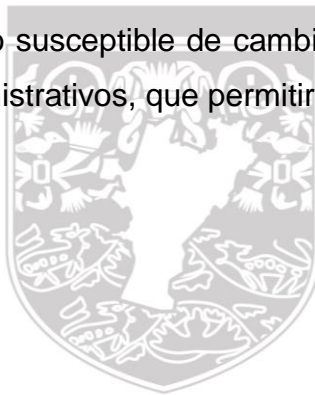 o susceptible de cambi
istrativos, que permitir